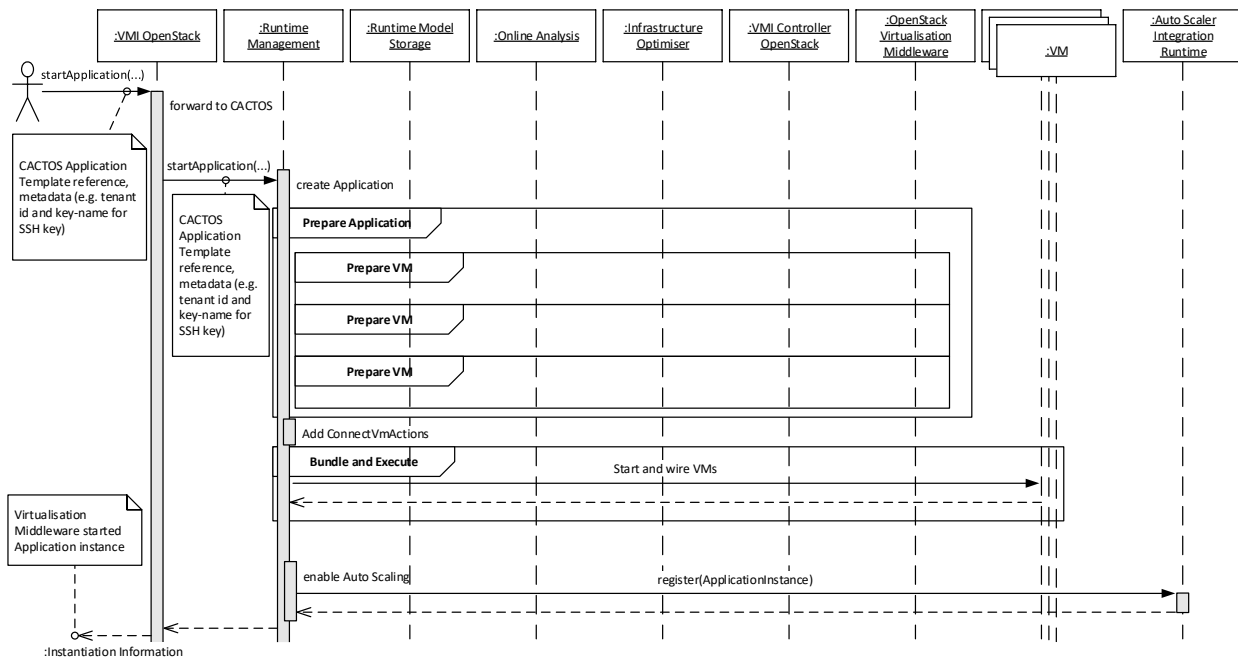 :VMI OpenStack
:Runtime
Management
:Runtime Model
Storage
:Online Analysis
:Infrastructure
Optimiser
:VMI Controller
OpenStack
:OpenStack
Virtualisation
Middleware
:VM
:Auto Scaler
Integration
Runtime
startApplication(...)
forward to CACTOS
CACTOS Application
Template reference,
metadata (e.g. tenant
id and key-name for
SSH key)
startApplication(...)
create Application
CACTOS
Application
Template
reference,
metadata (e.g.
tenant id and
key-name for
SSH key)
Prepare Application
Prepare VM
Prepare VM
Prepare VM
Add ConnectVmActions
Bundle and Execute
Start and wire VMs
Virtualisation
Middleware started
Application instance
enable Auto Scaling
register(ApplicationInstance)
:Instantiation Information